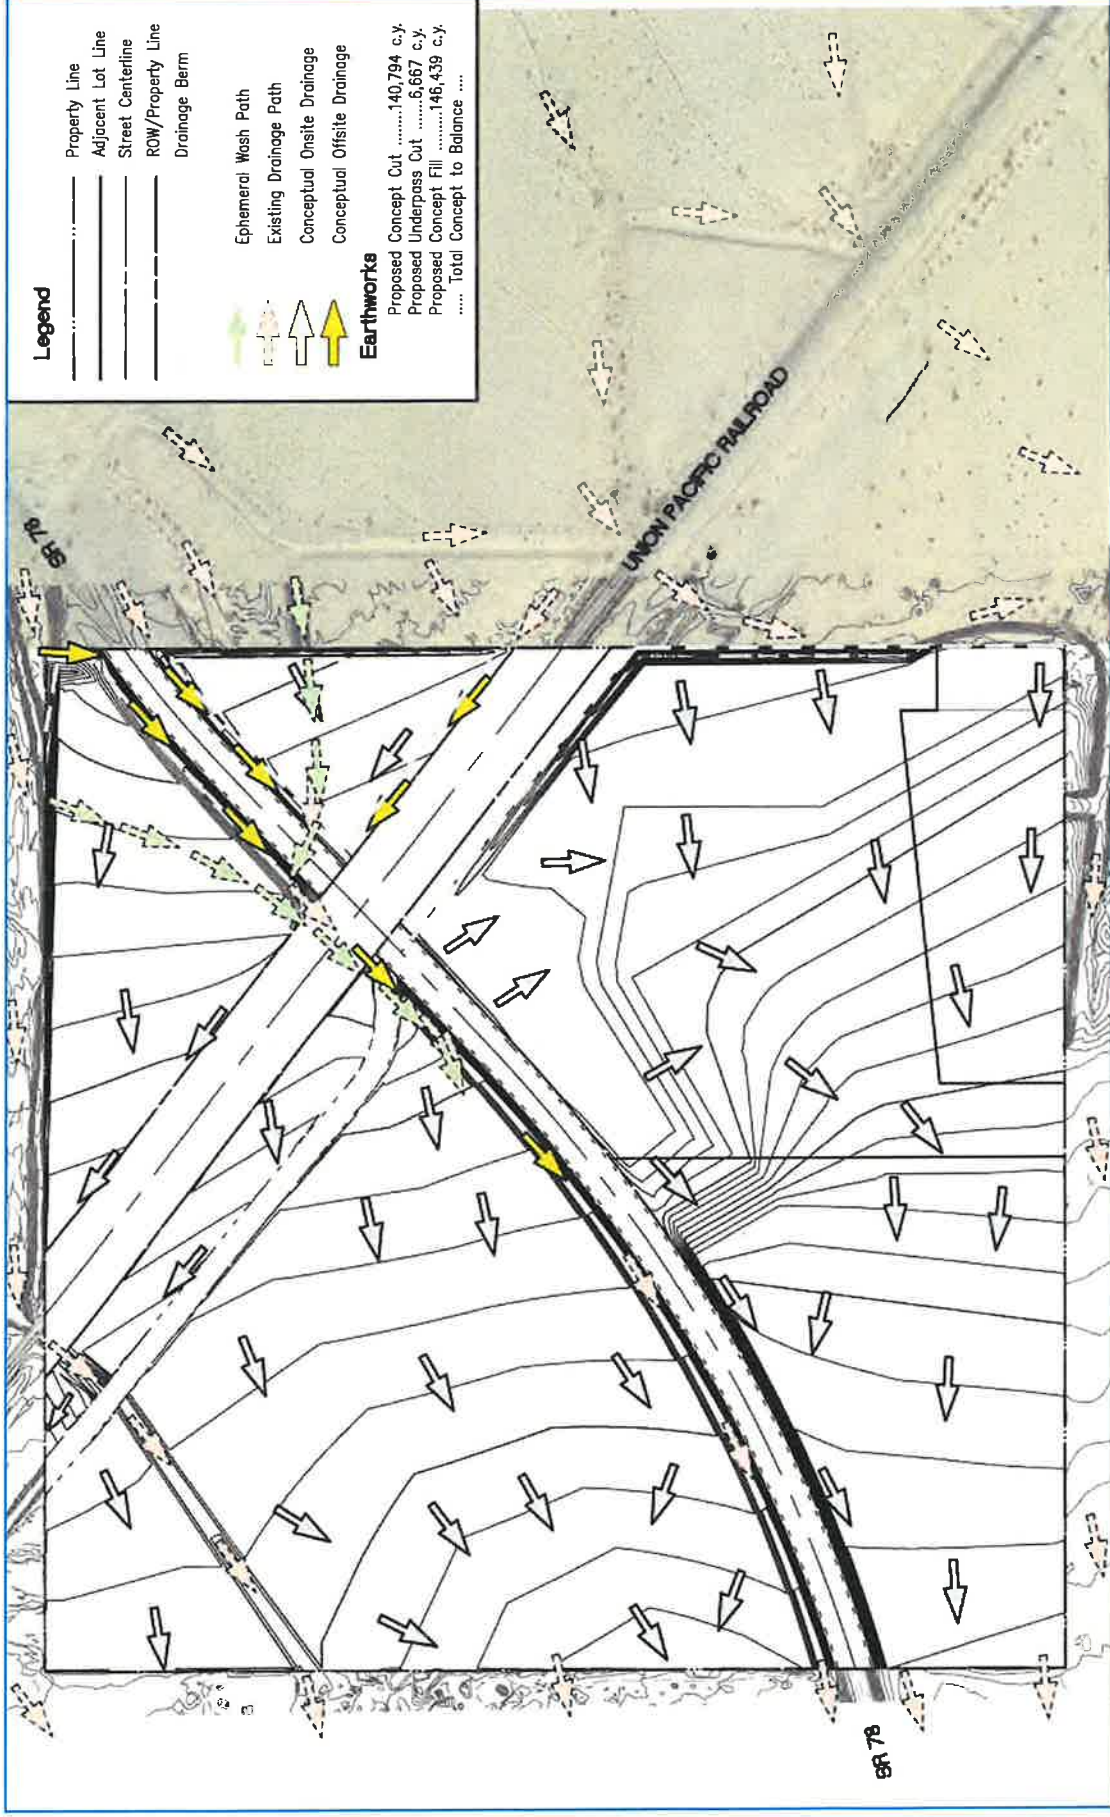 Legend
Property Line
Adjacent Lot Line
Street Centerline
ROW/Property Line
Drainage Berm
Ephemeral Wash Path
Existing Drainage Path
Conceptual Onsite Drainage
Conceptual Offsite Drainage
Earthworks
Proposed Concept Cut ........140,794 c.y.
Proposed Underpass Cut ........6,667 c.y.
Proposed Concept Fill .........146,439 c.y.
..... Total Concept to Balance .....
SR 78
UNION PACIFIC RAILROAD
SR 78